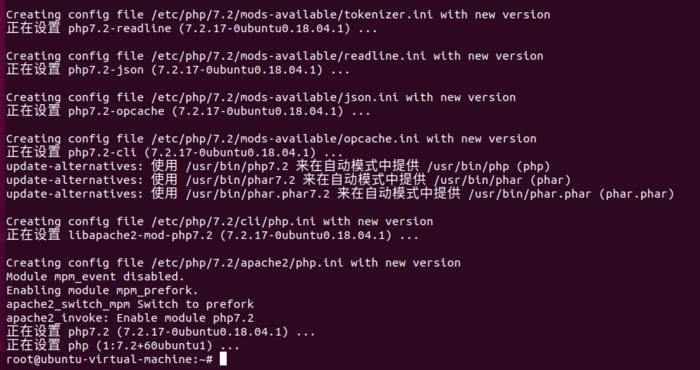 Creating config file /etc/php/7.2/mods-available/tokenizer.ini with new version
正在设置 php7.2-readline (7.2.17-0ubuntu0.18.04.1) ...
Creating config file /etc/php/7.2/mods-available/readline.ini with new version
正在设置 php7.2-json (7.2.17-0ubuntu0.18.04.1) ...
Creating config file /etc/php/7.2/mods-available/json.ini with new version
正在设置 php7.2-opcache (7.2.17-0ubuntu0.18.04.1) ...
Creating config file /etc/php/7.2/mods-available/opcache.ini with new version
正在设置 php7.2-cli (7.2.17-0ubuntu0.18.04.1) ...
update-alternatives: 使用 /usr/bin/php7.2 来在自动模式中提供 /usr/bin/php (php)
update-alternatives: 使用 /usr/bin/phar7.2 来在自动模式中提供 /usr/bin/phar (phar)
update-alternatives: 使用 /usr/bin/phar.phar7.2 来在自动模式中提供 /usr/bin/phar.phar (phar.phar)
Creating config file /etc/php/7.2/cli/php.ini with new version
正在设置 libapache2-mod-php7.2 (7.2.17-0ubuntu0.18.04.1) ...
Creating config file /etc/php/7.2/apache2/php.ini with new version
Module mpm_event disabled.
Enabling module mpm_prefork.
apache2_switch_mpm Switch to prefork
apache2_invoke: Enable module php7.2
正在设置 php7.2 (7.2.17-0ubuntu0.18.04.1) ...
正在设置 php (1:7.2+60ubuntu1) ...
root@ubuntu-virtual-machine:~#